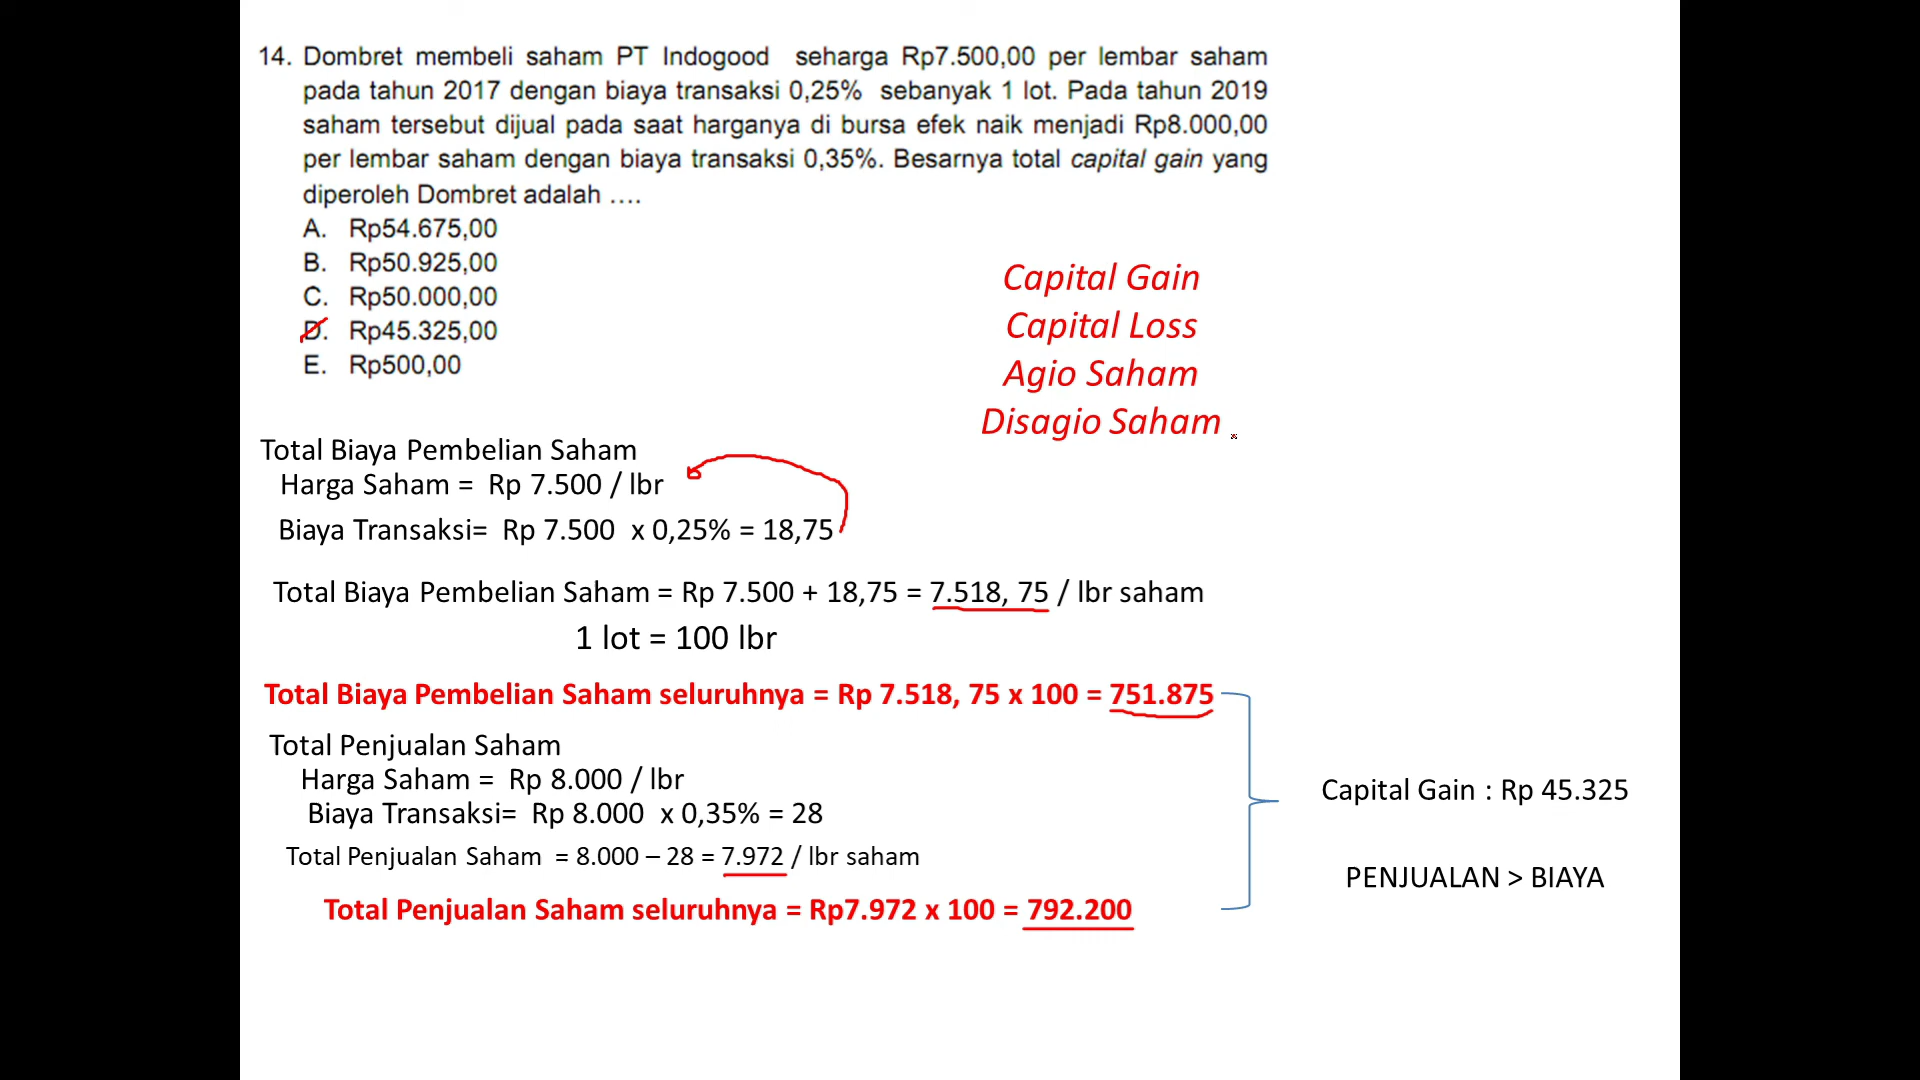 14. Dombret membeli saham PT Indogood seharga Rp7.500,00 per lembar saham
pada tahun 2017 dengan biaya transaksi 0,25% sebanyak 1 lot. Pada tahun 2019
saham tersebut dijual pada saat harganya di bursa efek naik menjadi Rp8.000,00
per lembar saham dengan biaya transaksi 0,35%. Besarnya total capital gain yang
diperoleh Dombret adalah ....
A. Rp54.675,00
B. Rp50.925,00
C. Rp50.000,00
D. Rp45.325,00
E. Rp500,00
Capital Gain
Capital Loss
Agio Saham
Disagio Saham
Total Biaya Pembelian Saham
Harga Saham = Rp 7.500 / lbr
Biaya Transaksi= Rp 7.500 x 0,25% = 18,75
Total Biaya Pembelian Saham = Rp 7.500 + 18,75 = 7.518, 75 / lbr saham
1 lot = 100 lbr
Total Biaya Pembelian Saham seluruhnya = Rp 7.518, 75 x 100 = 751.875
Total Penjualan Saham
Harga Saham = Rp 8.000 / lbr
Biaya Transaksi= Rp 8.000 x 0,35% = 28
Total Penjualan Saham = 8.000 – 28 = 7.972 / lbr saham
Total Penjualan Saham seluruhnya = Rp7.972 x 100 = 792.200
Capital Gain : Rp 45.325
PENJUALAN > BIAYA